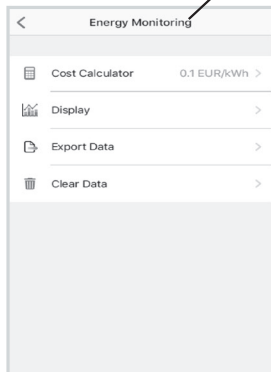 Energy Monitoring
Cost Calculator 0.1 EUR/kWh
Display
Export Data
Clear Data